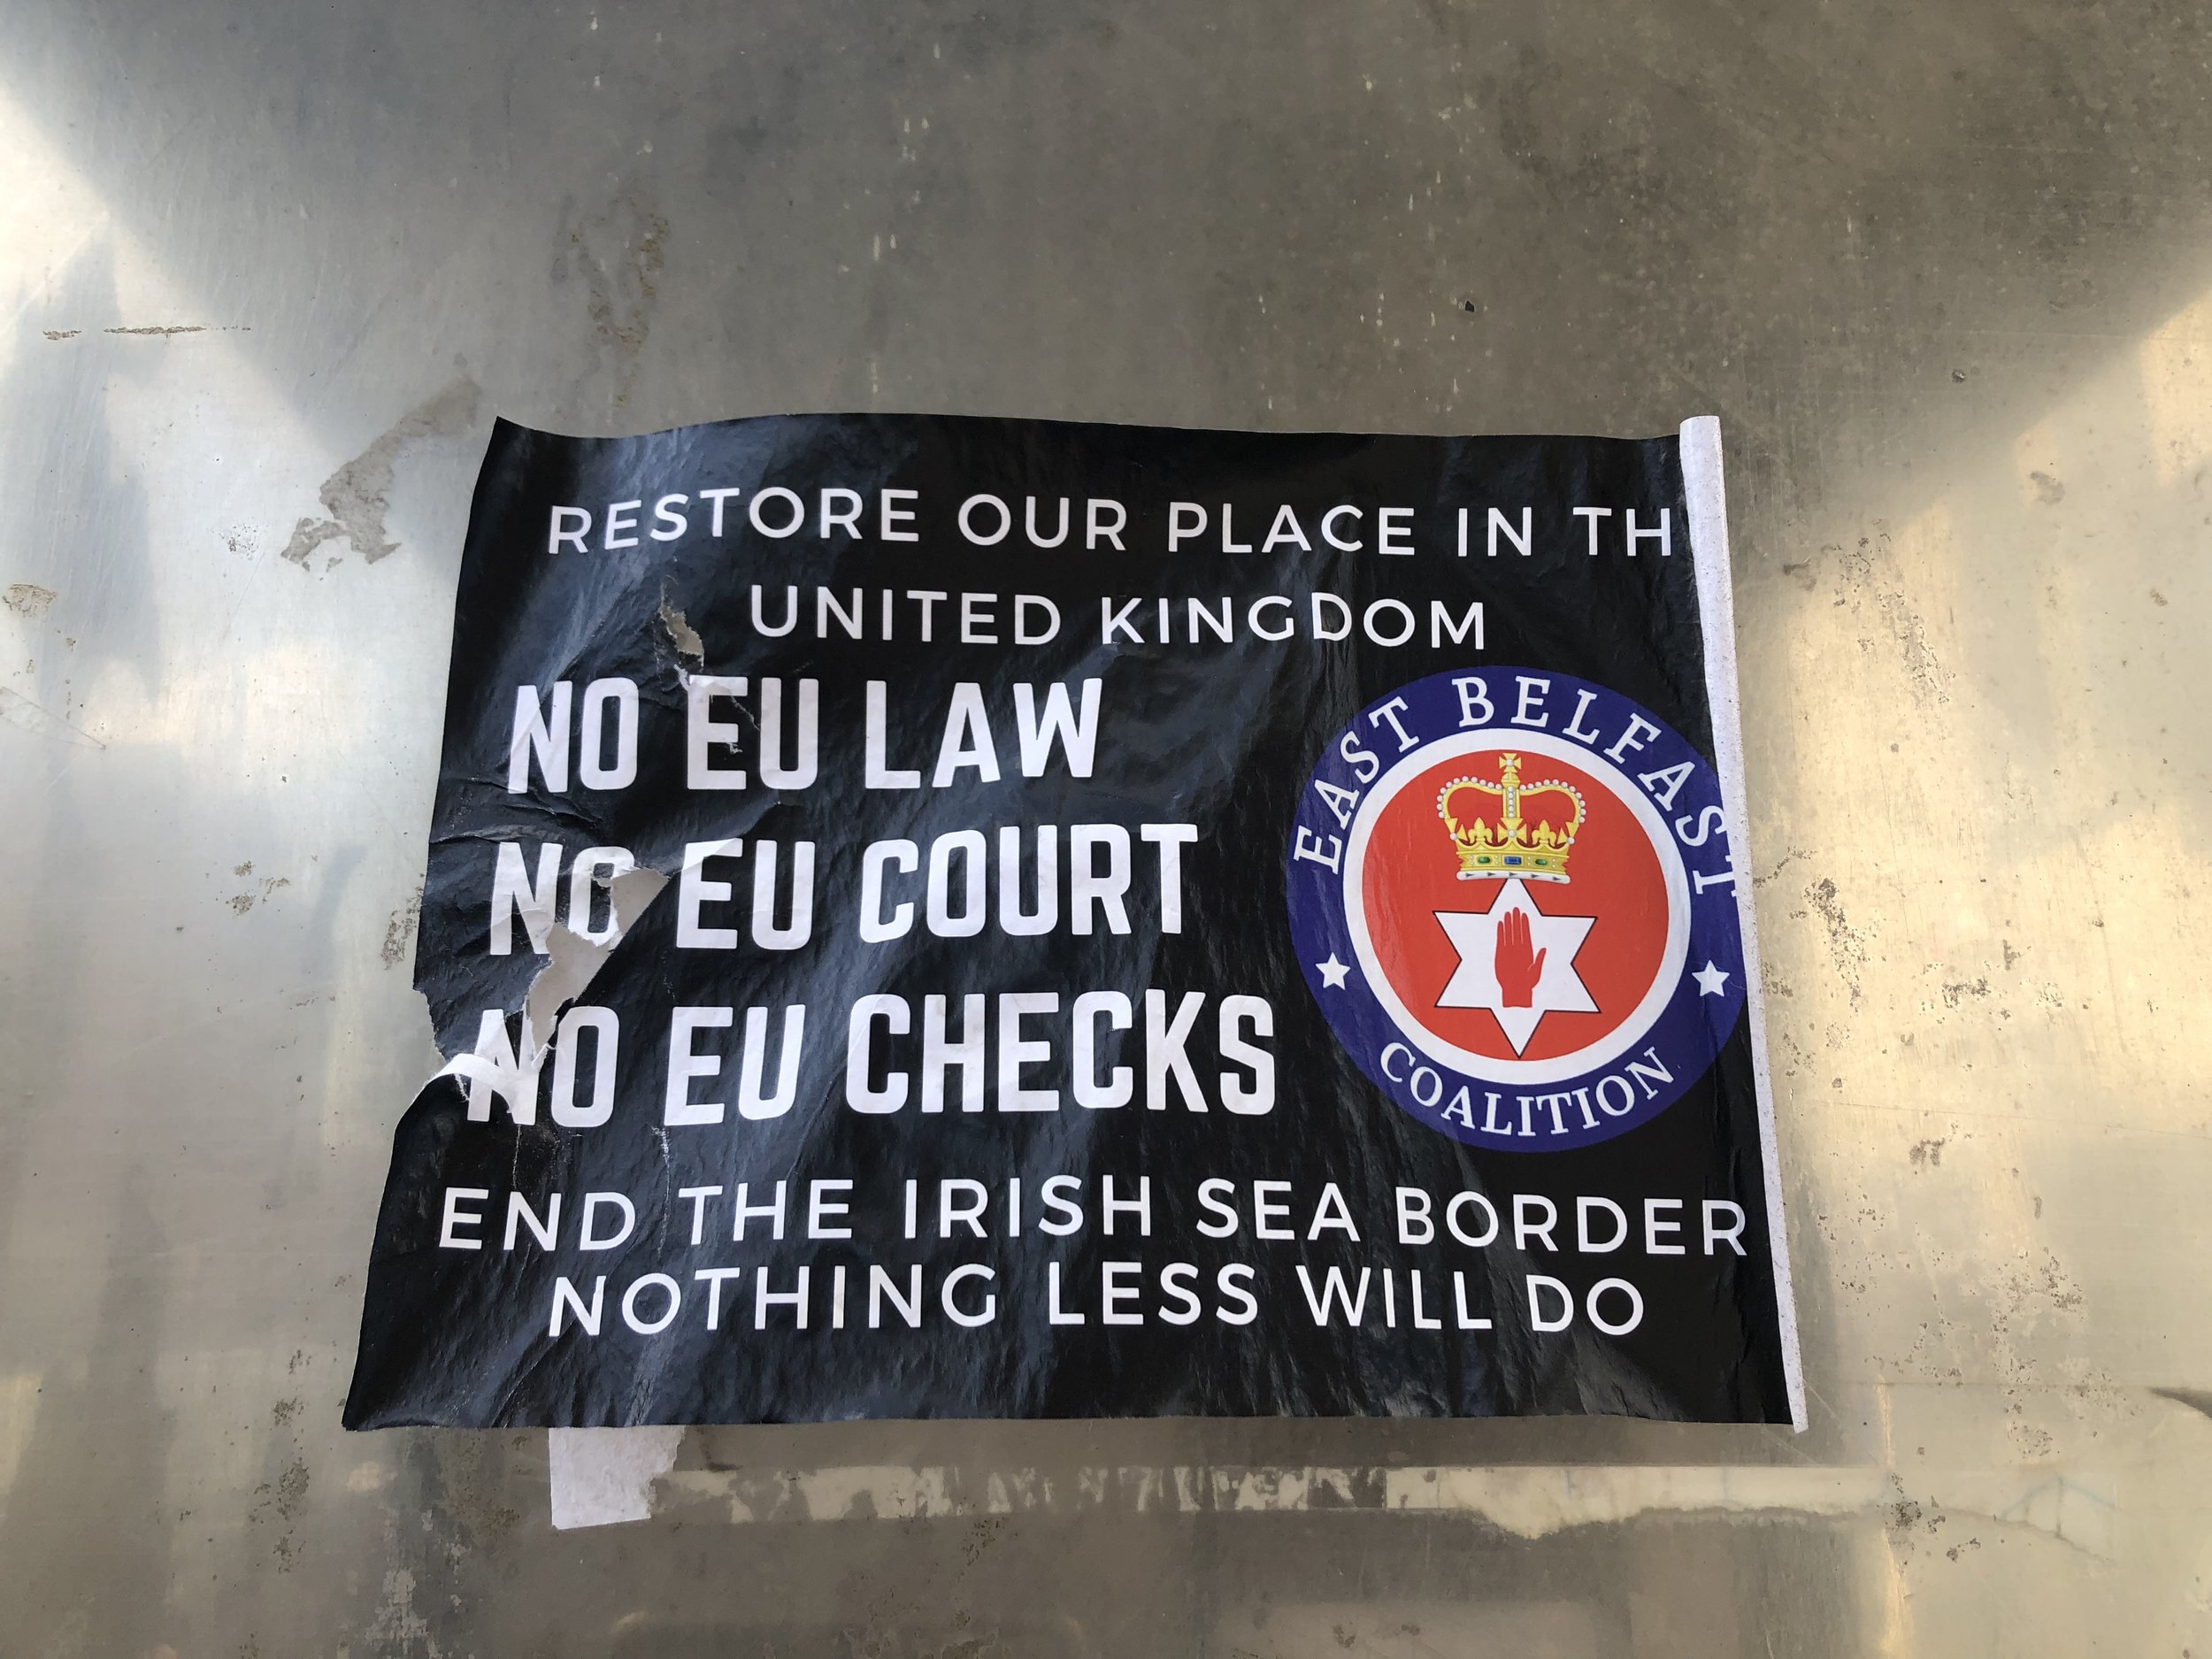 RESTORE OUR PLACE IN TH
UNITED KINGDOM
NO EU LAW
NO EU COURT
NO EU CHECKS
EAST BELFAST
COALITION
END THE IRISH SEA BORDER
NOTHING LESS WILL DO